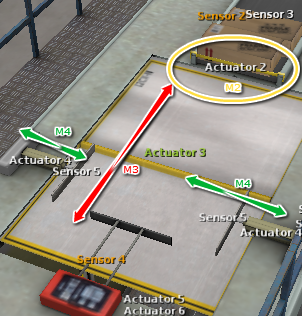 Sensor 2 Sensor 3
Actuator 2
M2
M4
Actuator 4
Sensor 5
Actuator 3
M3
M4
Sensor 5
Actuator 4
Sensor 4
Actuator 5
Actuator 6